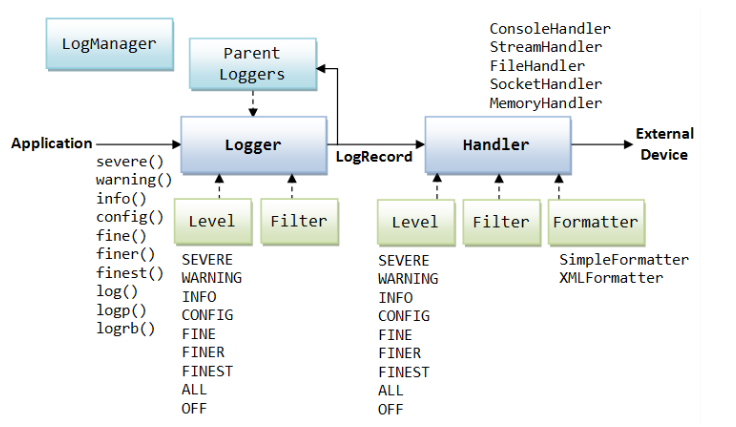 LogManager
Parent
Loggers
ConsoleHandler
StreamHandler
FileHandler
SocketHandler
MemoryHandler
Application
Logger
LogRecord
Handler
External
Device
severe()
warning()
info()
config()
fine()
finer()
finest()
log()
logp()
logrb()
Level
Filter
SEVERE
WARNING
INFO
CONFIG
FINE
FINER
FINEST
ALL
OFF
Level
Filter
Formatter
SEVERE
WARNING
INFO
CONFIG
FINE
FINER
FINEST
ALL
OFF
SimpleFormatter
XMLFormatter